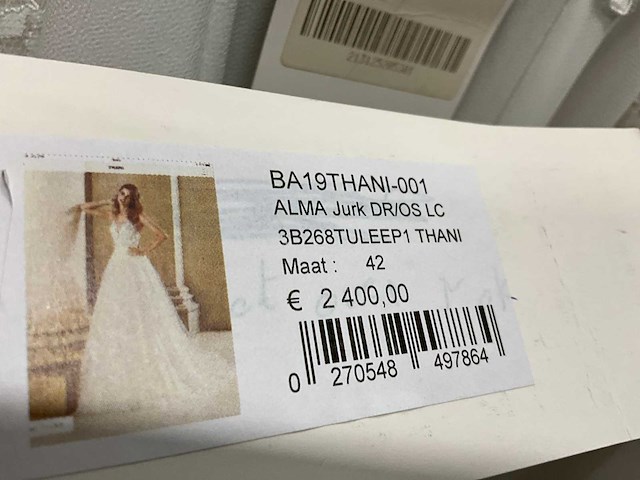 BA19THANI-001
ALMA Jurk DR/OS LC
3B268TULEEP1 THANI
Maat : 42
€ 2 400,00
0 270548 497864